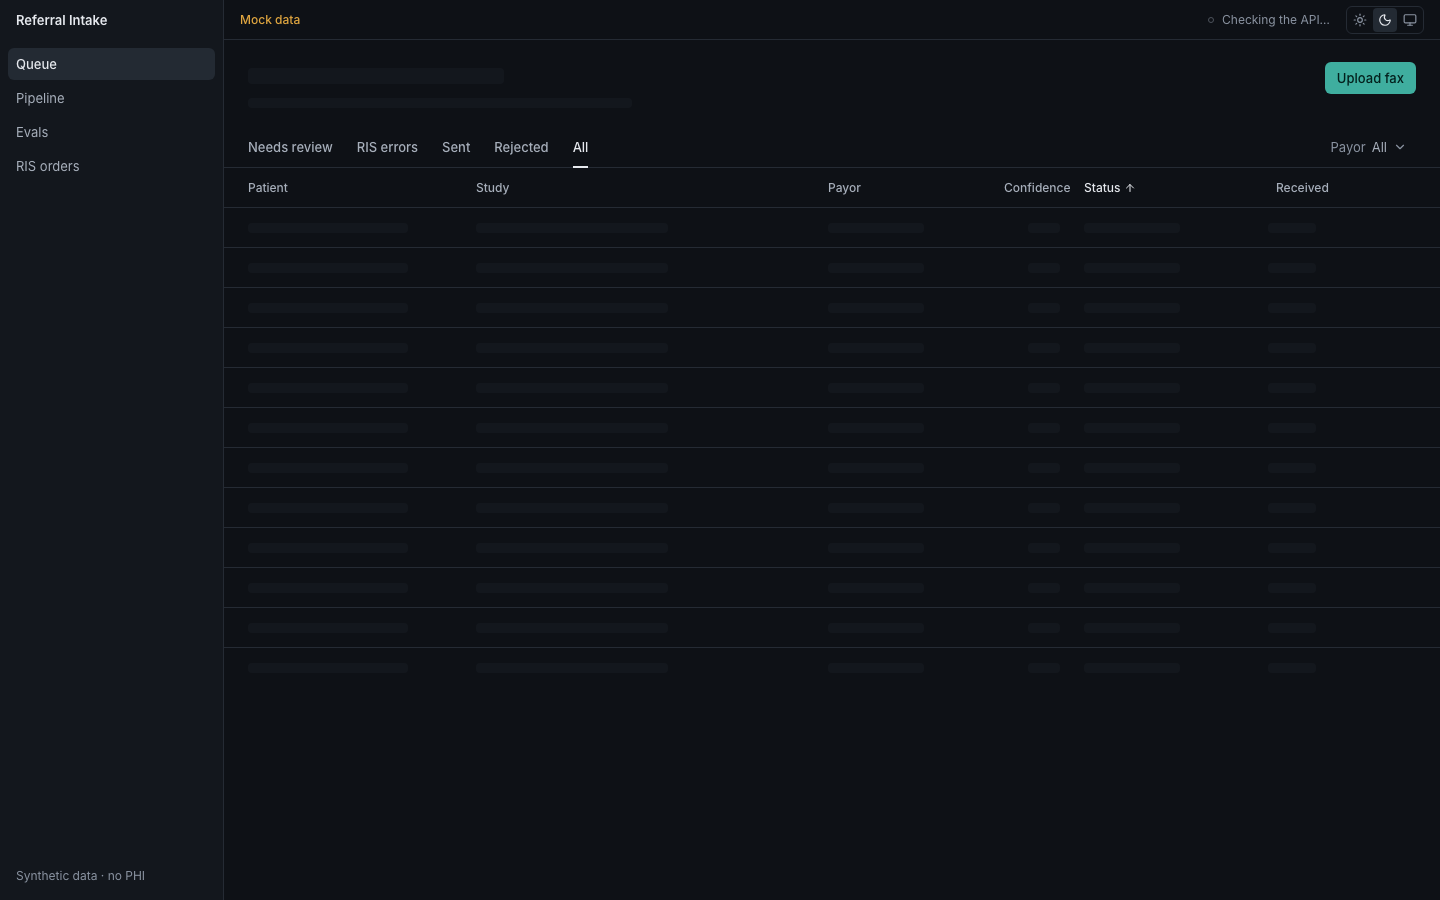 Referral Intake
Mock data
Checking the API...
Queue
Pipeline
Evals
RIS orders
Upload fax
Needs review
RIS errors
Sent
Rejected
All
Payor All
Patient
Study
Payor
Confidence
Status ↑
Received
Synthetic data · no PHI